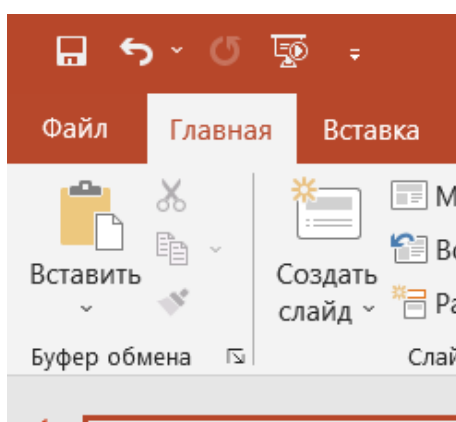 Файл Главная Вставка
Вставить
Создать
слайд
Буфер обмена